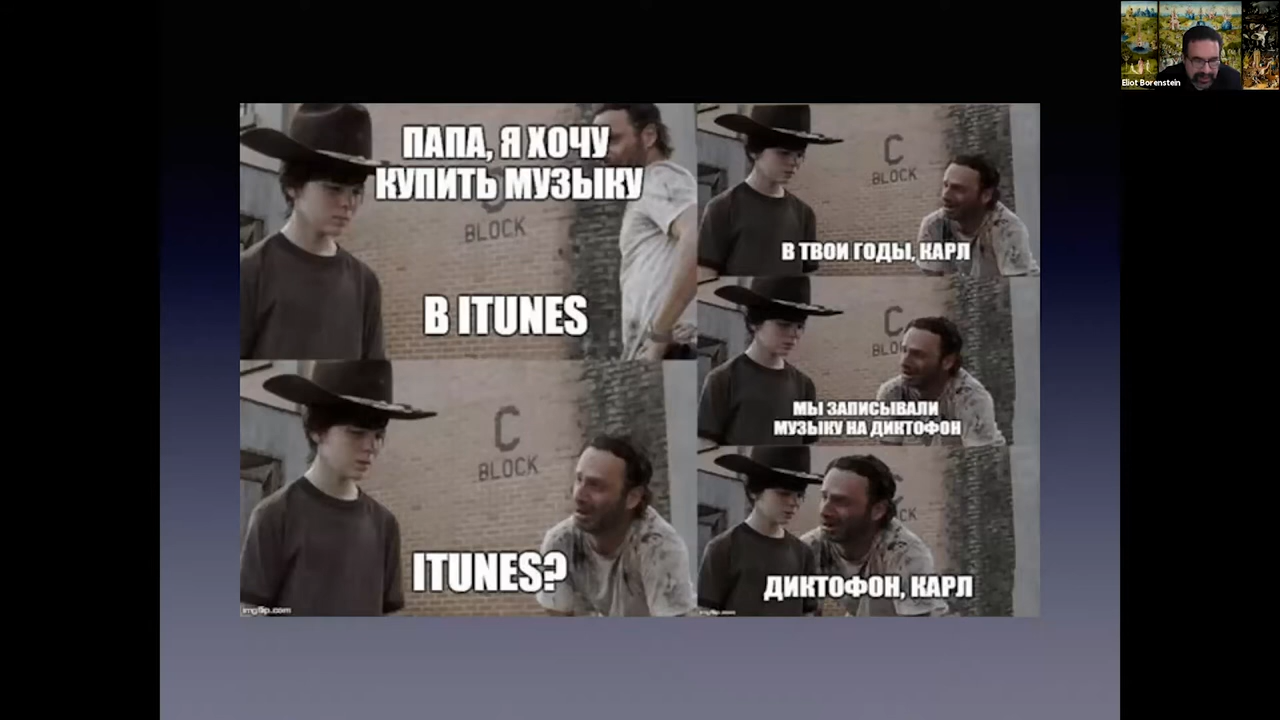 Eliot Borenstein
ПАПА, Я ХОЧУ
КУПИТЬ МУЗЫКУ
BLOCK
В ITUNES
C
BLOCK
ITUNES?
imgflip.com
C
BLOCK
В ТВОИ ГОДЫ, КАРЛ
C
МЫ ЗАПИСЫВАЛИ
МУЗЫКУ НА ДИКТОФОН
ДИКТОФОН, КАРЛ
imgflip.com